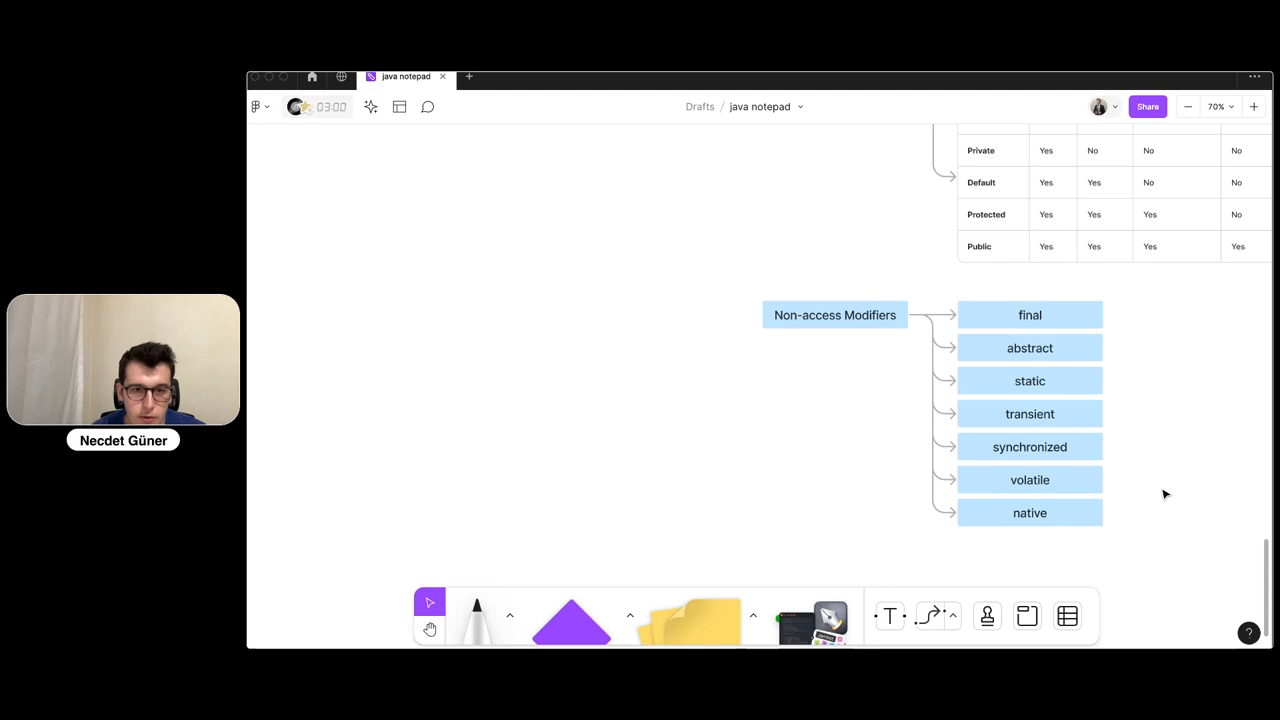 java notepad
03:00
Drafts / java notepad
Share
70%
Private Yes No No No
Default Yes Yes No No
Protected Yes Yes Yes No
Public Yes Yes Yes Yes
Non-access Modifiers
final
abstract
static
transient
synchronized
volatile
native
Necdet Güner
T
?